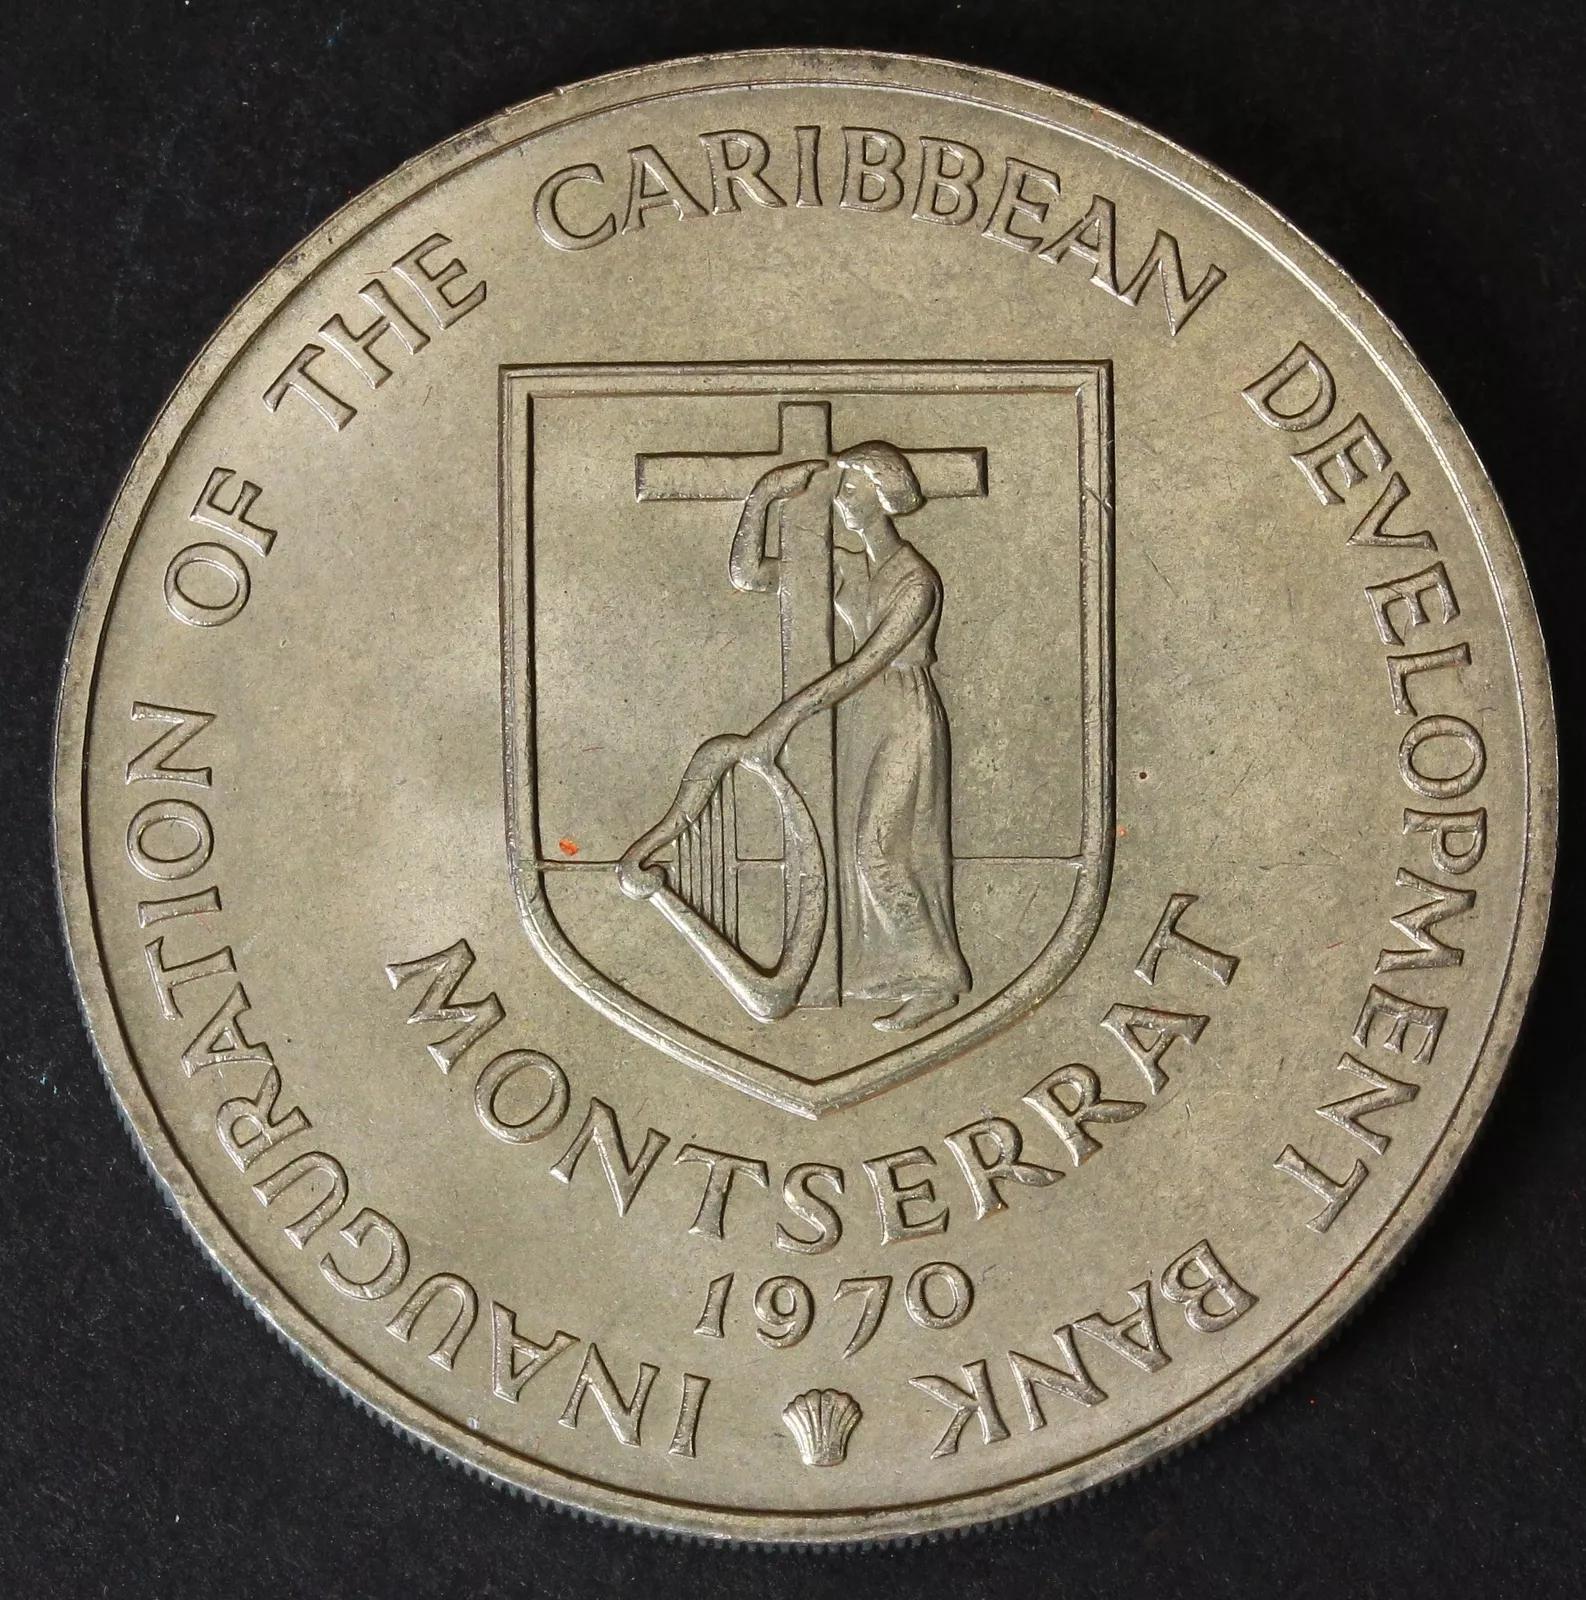 INAUGURATION OF THE CARIBBEAN DEVELOPMENT BANK
MONTSERRAT
1970